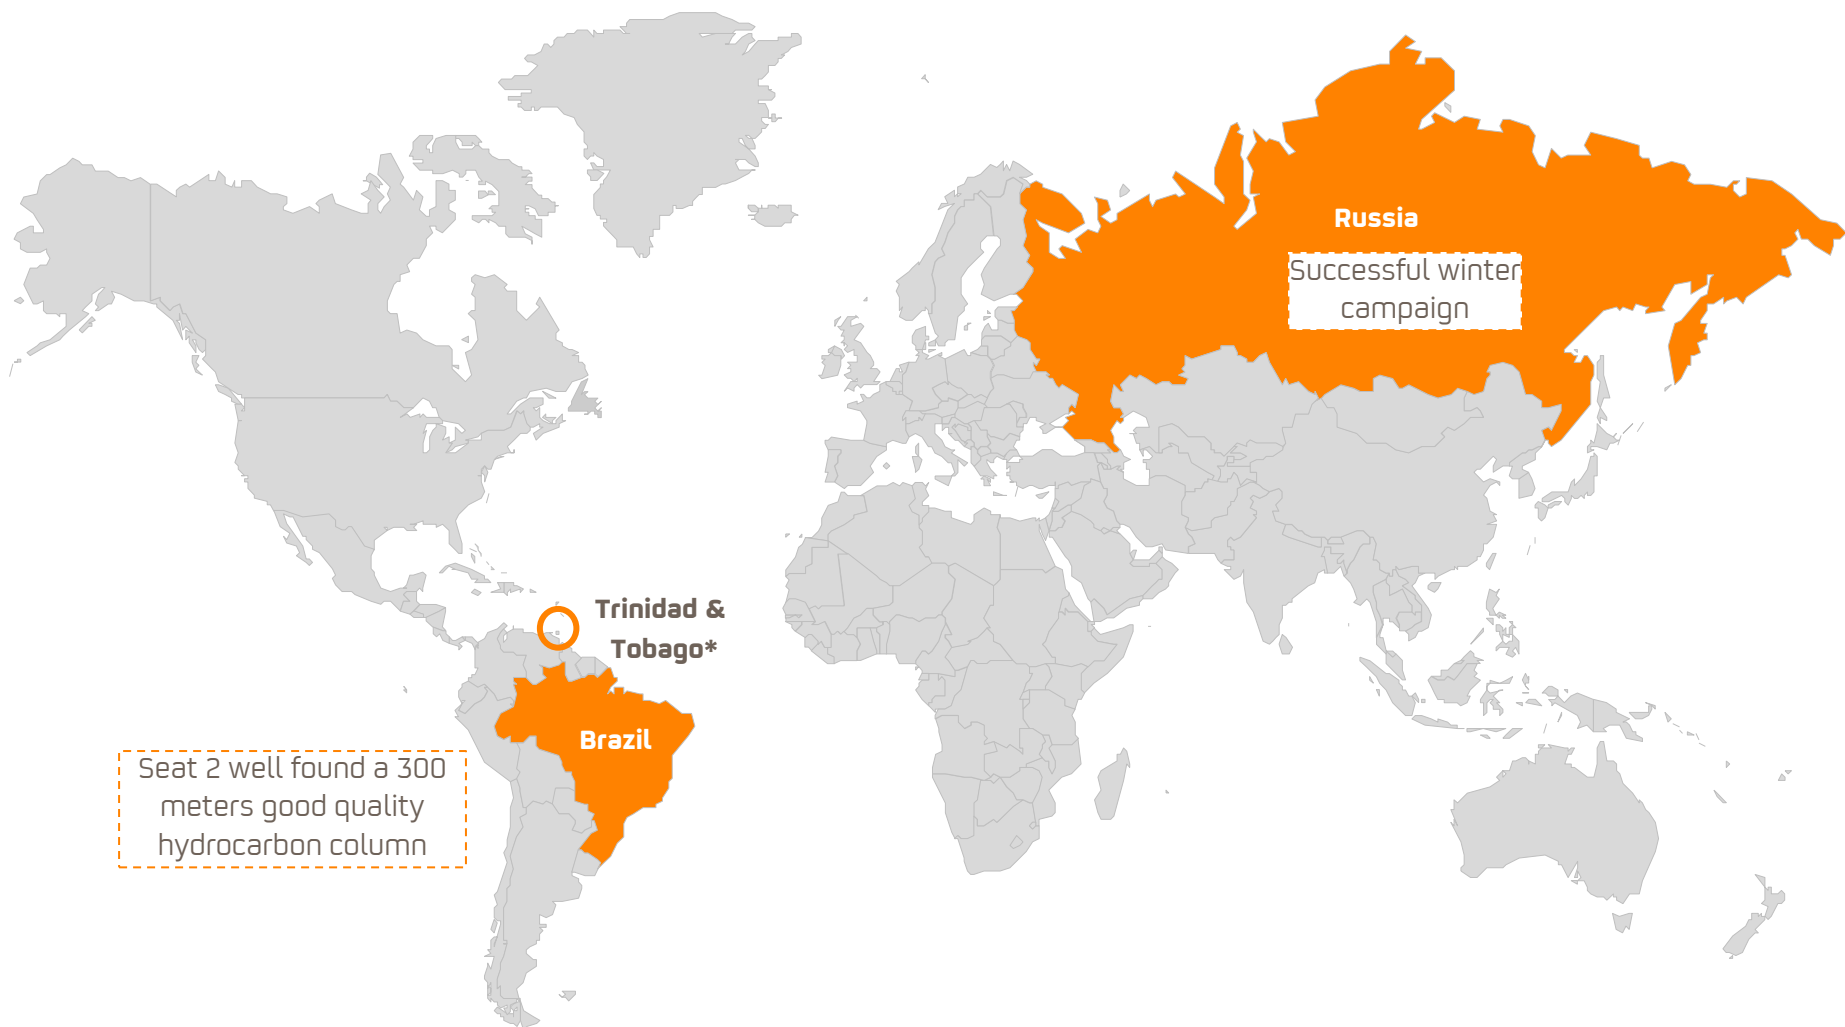 Russia
Successful winter
campaign
Trinidad &
Tobago*
Brazil
Seat 2 well found a 300
meters good quality
hydrocarbon column